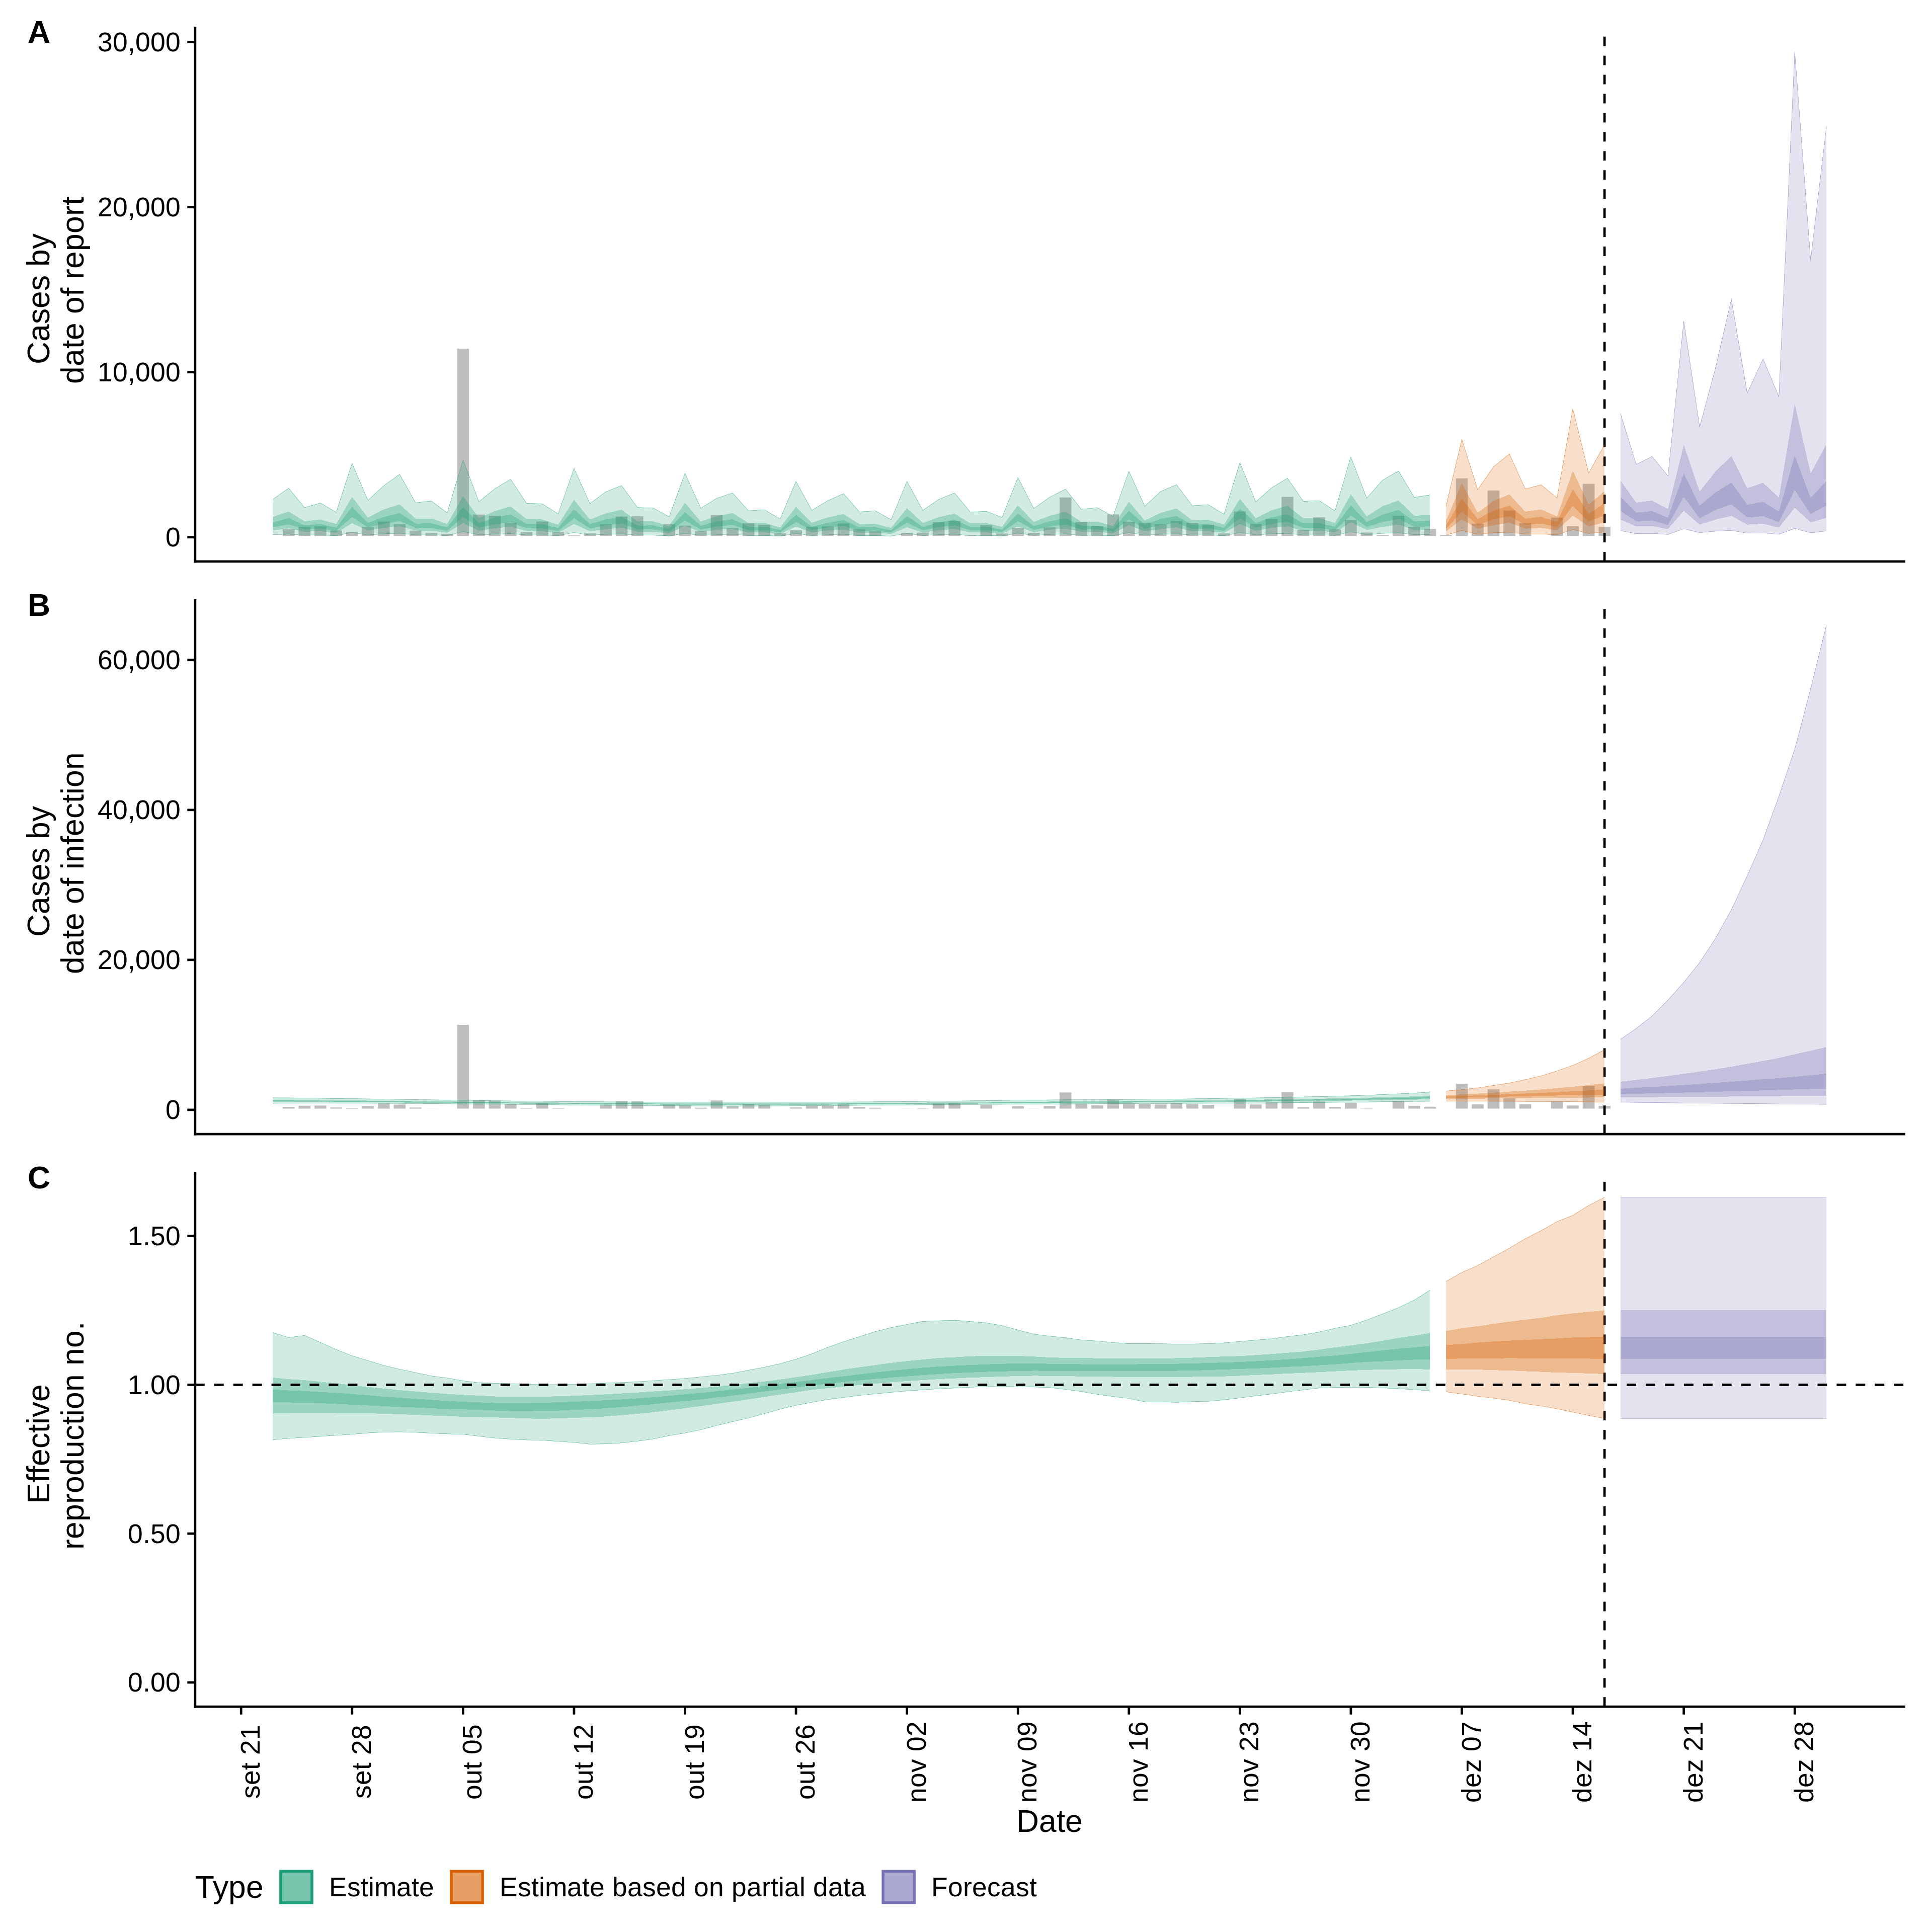 A
30,000
20,000
10,000
0
Cases by
date of report
B
60,000
40,000
20,000
0
Cases by
date of infection
C
1.50
1.00
0.50
0.00
Effective
reproduction no.
set 21
set 28
out 05
out 12
out 19
out 26
nov 02
nov 09
nov 16
nov 23
nov 30
dez 07
dez 14
dez 21
dez 28
Date
Type Estimate Estimate based on partial data Forecast